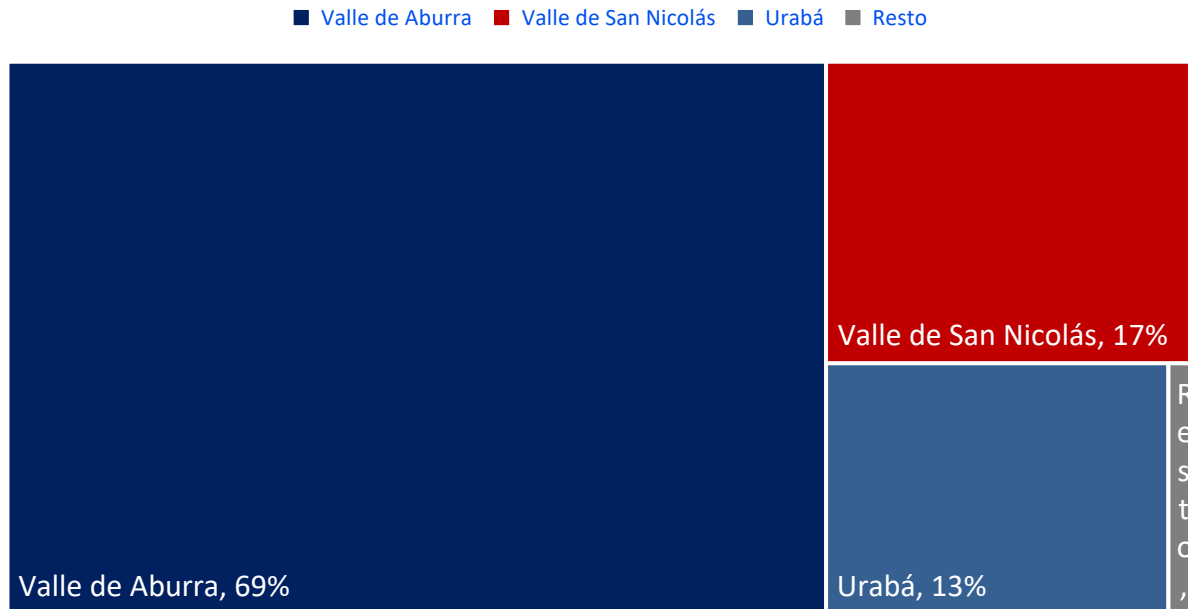 Valle de Aburra Valle de San Nicolás Urabá Resto
Valle de San Nicolás, 17%
Valle de Aburra, 69%
Urabá, 13%
Resto,